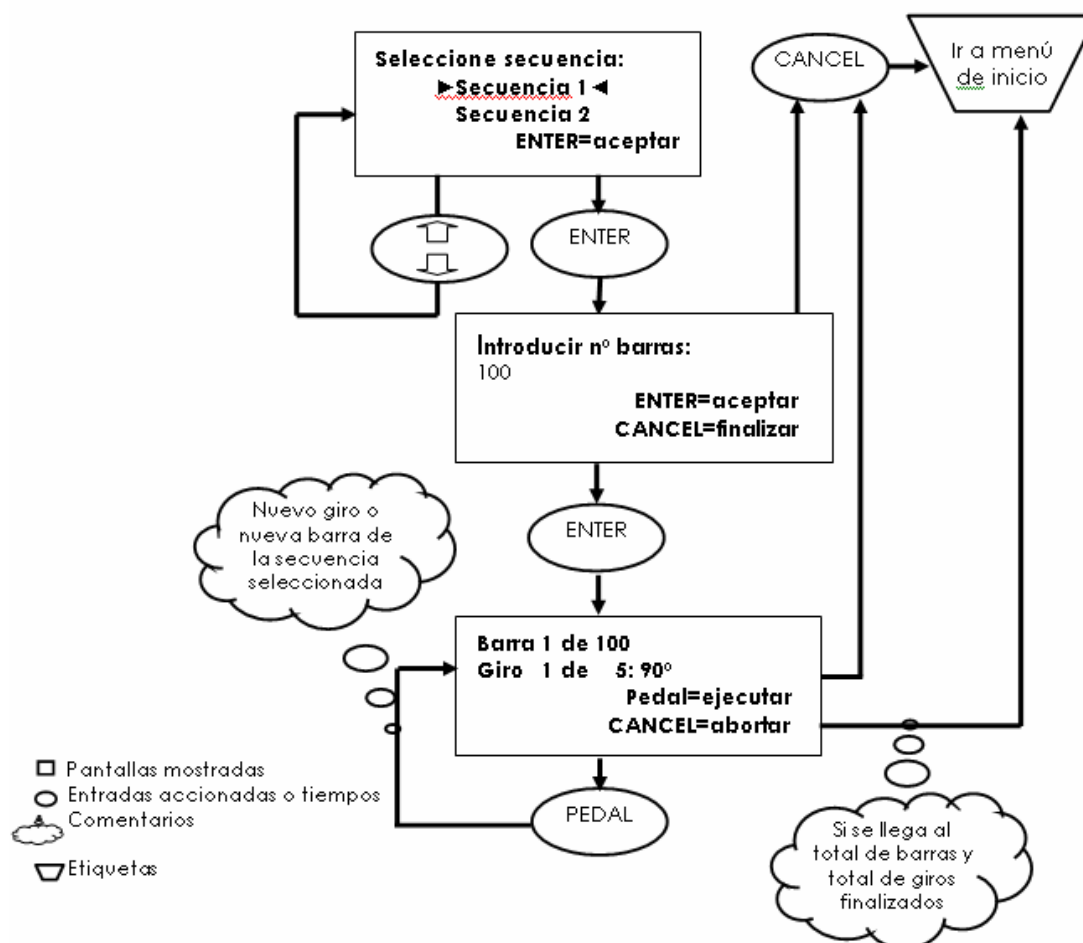 Seleccione secuencia:
►Secuencia 1◄
Secuencia 2
ENTER=aceptar
CANCEL
Ir a menú
de inicio
ENTER
Introducir nº barras:
100
ENTER=aceptar
CANCEL=finalizar
Nuevo giro o
nueva barra de
la secuencia
seleccionada
ENTER
Barra 1 de 100
Giro 1 de 5: 90º
Pedal=ejecutar
CANCEL=abortar
PEDAL
Si se llega al
total de barras y
total de giros
finalizados
Pantallas mostradas
Entradas accionadas o tiempos
Comentarios
Etiquetas